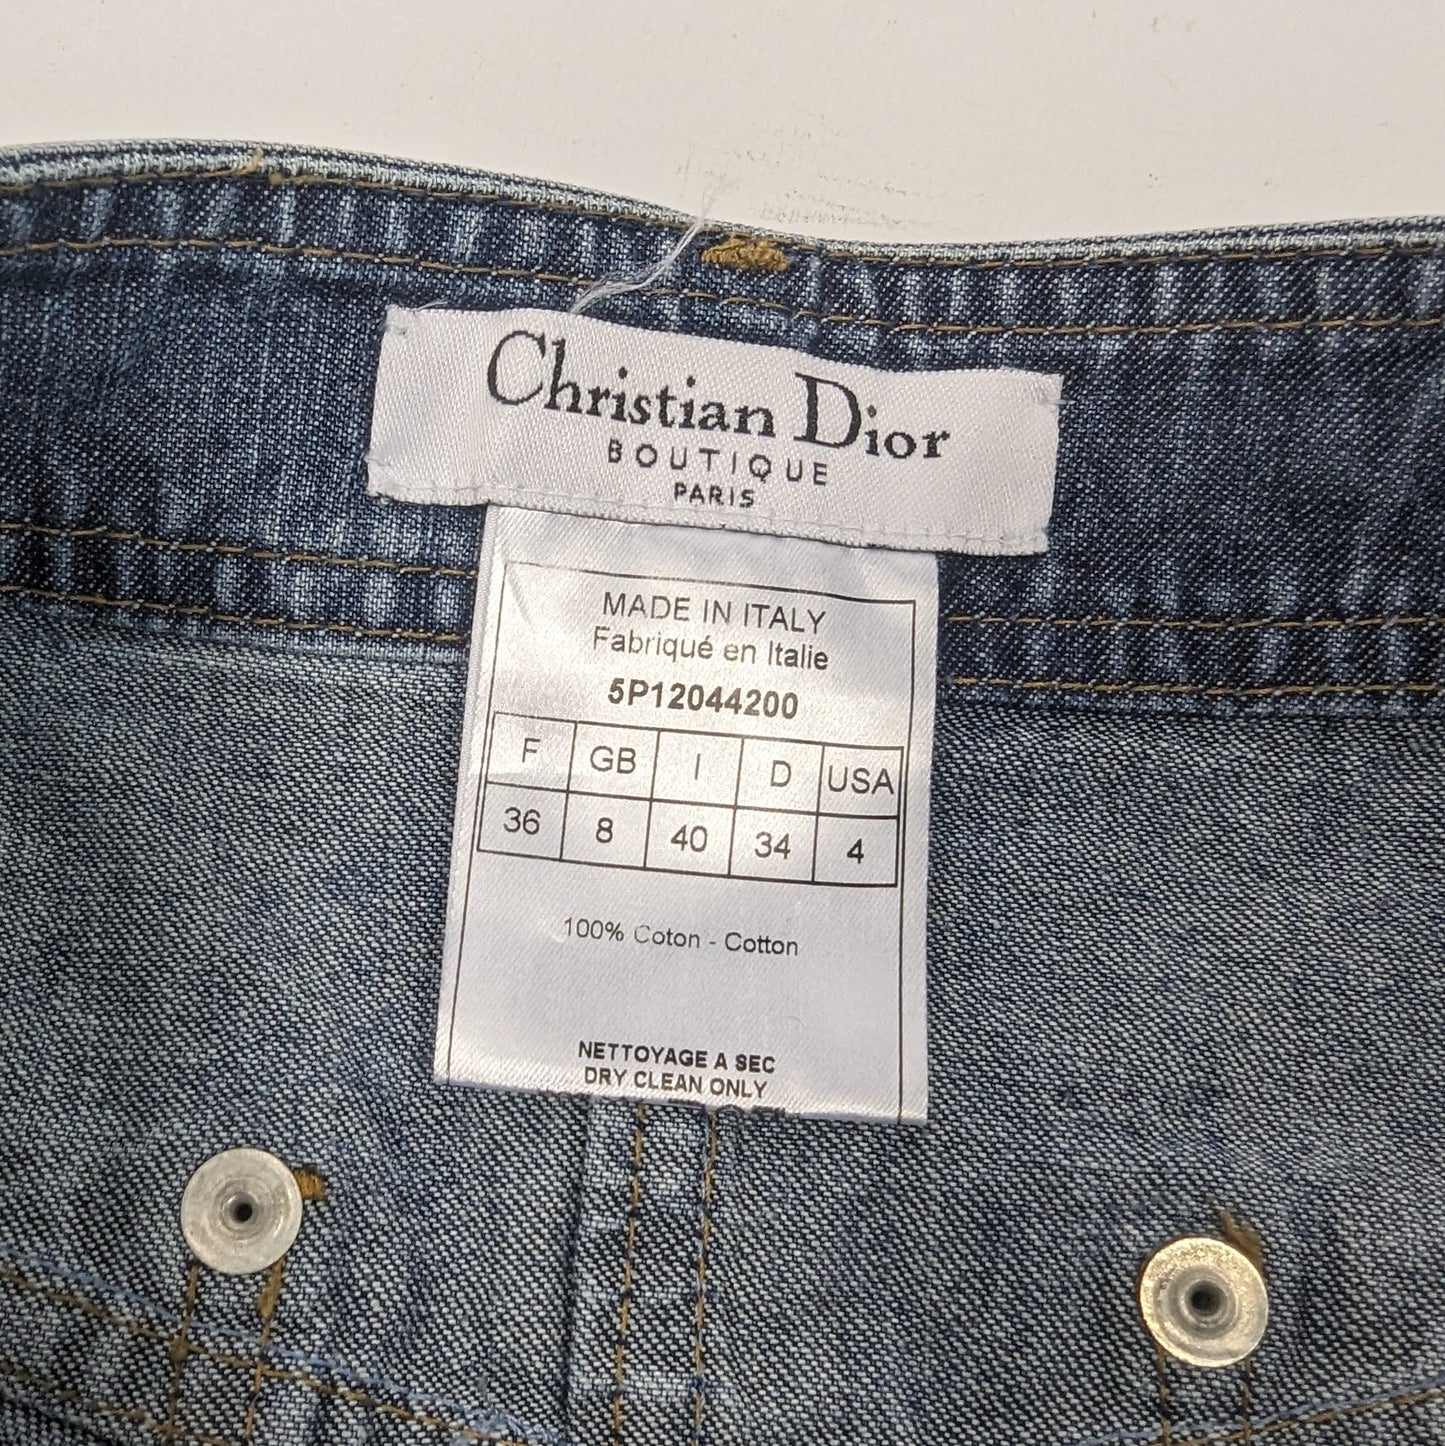 Christian Dior
BOUTIQUE
PARIS
MADE IN ITALY
Fabriqué en Italie
5P12044200
F GB I D USA
36 8 40 34 4
100% Coton - Cotton
NETTOYAGE A SEC
DRY CLEAN ONLY